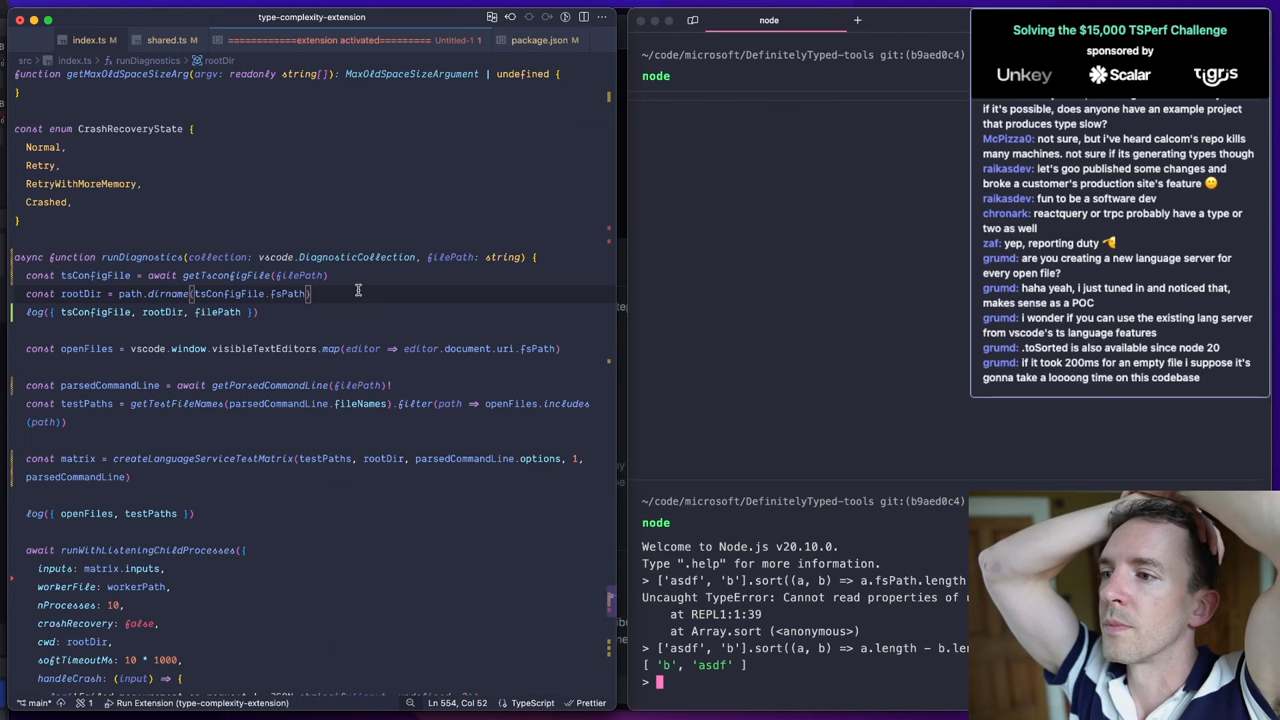 type-complexity-extension
index.ts
shared.ts
============extension activated========= Untitled-1 1
package.json
src > index.ts > runDiagnostics > rootDir
function getMaxOldSpaceSizeArg(argv: readonly string[]): MaxOldSpaceSizeArgument | undefined {
}
const enum CrashRecoveryState {
Normal,
Retry,
RetryWithMoreMemory,
Crashed,
}
async function runDiagnostics(collection: vscode.DiagnosticCollection, filePath: string) {
const tsConfigFile = await getTsconfigFile(filePath)
const rootDir = path.dirname(tsConfigFile.fsPath)
log({ tsConfigFile, rootDir, filePath })
const openFiles = vscode.window.visibleTextEditors.map(editor => editor.document.uri.fsPath)
const parsedCommandLine = await getParsedCommandLine(filePath)!
const testPaths = getTestFileNames(parsedCommandLine.fileNames).filter(path => openFiles.includes
(path))
const matrix = createLanguageServiceTestMatrix(testPaths, rootDir, parsedCommandLine.options, 1,
parsedCommandLine)
log({ openFiles, testPaths })
await runWithListeningChildProcesses({
inputs: matrix.inputs,
workerFile: workerPath,
nProcesses: 10,
crashRecovery: false,
cwd: rootDir,
softTimeoutMs: 10 * 1000,
handleCrash: (input) => {
main*
1
Run Extension (type-complexity-extension)
Ln 554, Col 52
TypeScript
Prettier
node
~/code/microsoft/DefinitelyTyped-tools git:(b9aed0c4)
node
~/code/microsoft/DefinitelyTyped-tools git:(b9aed0c4)
node
Welcome to Node.js v20.10.0.
Type ".help" for more information.
> ['asdf', 'b'].sort((a, b) => a.fsPath.length
Uncaught TypeError: Cannot read properties of
at REPL1:1:39
at Array.sort (<anonymous>)
> ['asdf', 'b'].sort((a, b) => a.length - b.len
[ 'b', 'asdf' ]
>
Solving the $15,000 TSPerf Challenge
sponsored by
Unkey
Scalar
tigris
if it's possible, does anyone have an example project
that produces type slow?
McPizza0: not sure, but i've heard calcom's repo kills
many machines. not sure if its generating types though
raikasdev: let's goo published some changes and
broke a customer's production site's feature 🙂
raikasdev: fun to be a software dev
chronark: reactquery or trpc probably have a type or
two as well
zaf: yep, reporting duty 🫡
grumd: are you creating a new language server for
every open file?
grumd: haha yeah, i just tuned in and noticed that,
makes sense as a POC
grumd: i wonder if you can use the existing lang server
from vscode's ts language features
grumd: .toSorted is also available since node 20
grumd: if it took 200ms for an empty file i suppose it's
gonna take a loooong time on this codebase